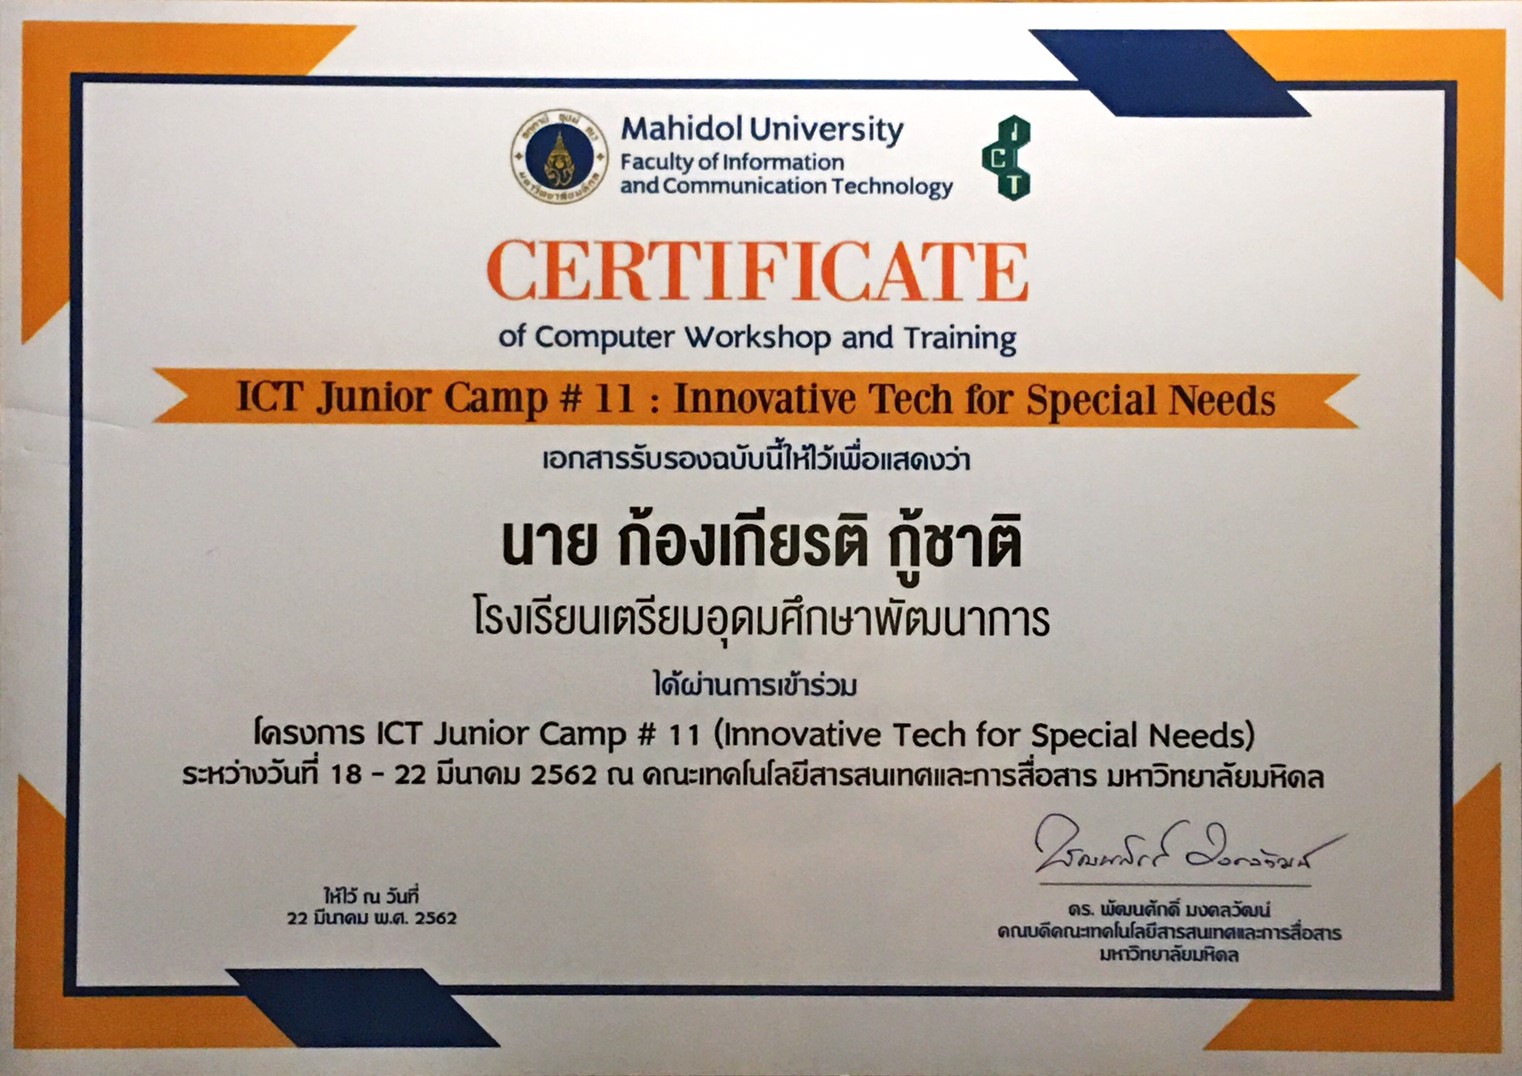 Mahidol University
Faculty of Information
and Communication Technology
ICT
CERTIFICATE
of Computer Workshop and Training
ICT Junior Camp # 11 : Innovative Tech for Special Needs
เอกสารรับรองฉบับนี้ให้ไว้เพื่อแสดงว่า
นาย ก้องเกียรติ กู้ชาติ
โรงเรียนเตรียมอุดมศึกษาพัฒนาการ
ได้ผ่านการเข้าร่วม
โครงการ ICT Junior Camp # 11 (Innovative Tech for Special Needs)
ระหว่างวันที่ 18 - 22 มีนาคม 2562 ณ คณะเทคโนโลยีสารสนเทศและการสื่อสาร มหาวิทยาลัยมหิดล
ให้ไว้ ณ วันที่
22 มีนาคม พ.ศ. 2562
ดร. พัฒนศักดิ์ มงคลวัฒน์
คณบดีคณะเทคโนโลยีสารสนเทศและการสื่อสาร
มหาวิทยาลัยมหิดล